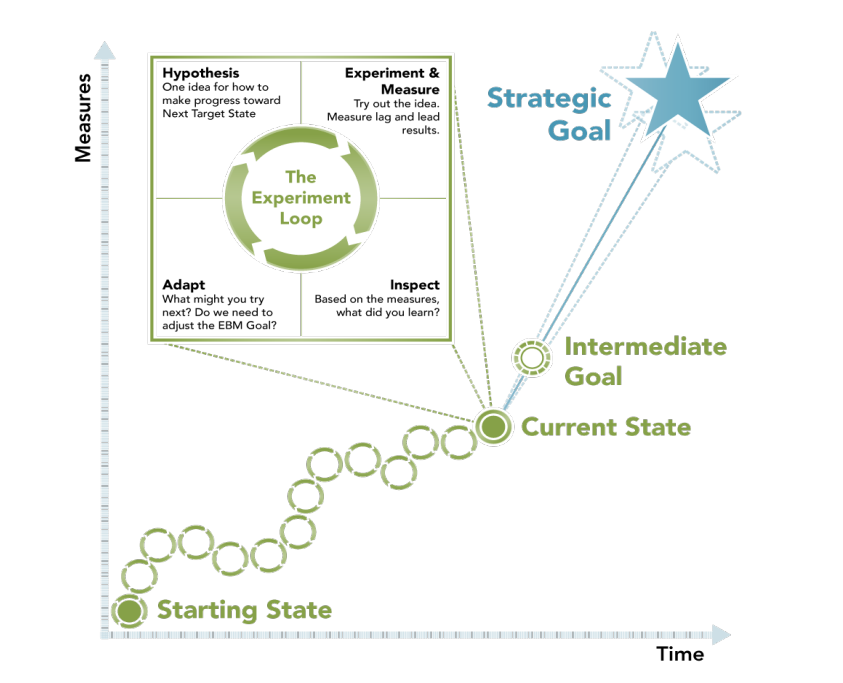 Measures
Hypothesis
One idea for how to
make progress toward
Next Target State
Experiment &
Measure
Try out the idea.
Measure lag and lead
results.
The
Experiment
Loop
Adapt
What might you try
next? Do we need to
adjust the EBM Goal?
Inspect
Based on the measures,
what did you learn?
Strategic
Goal
Intermediate
Goal
Current State
Starting State
Time